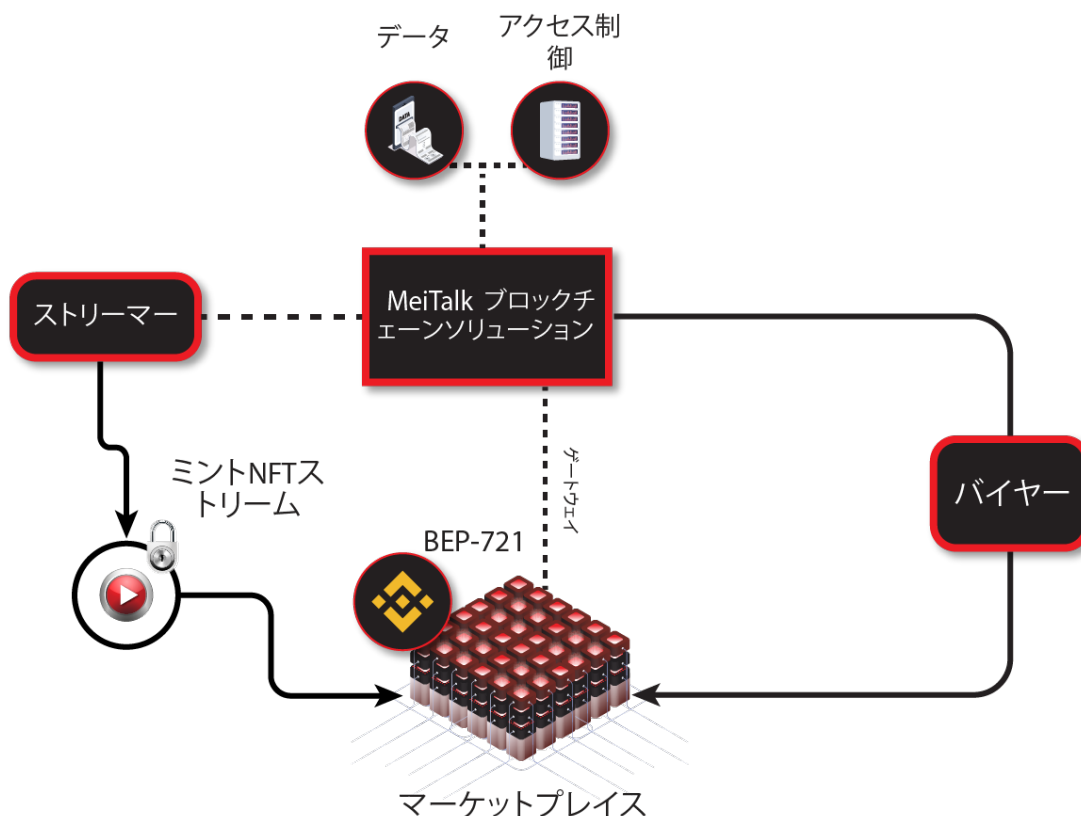 データ
アクセス制
御
DATA
MeiTalk ブロックチ
ェーンソリューション
ストリーマー
ミントNFTス
トリーム
ゲートウェイ
バイヤー
BEP-721
マーケットプレイス